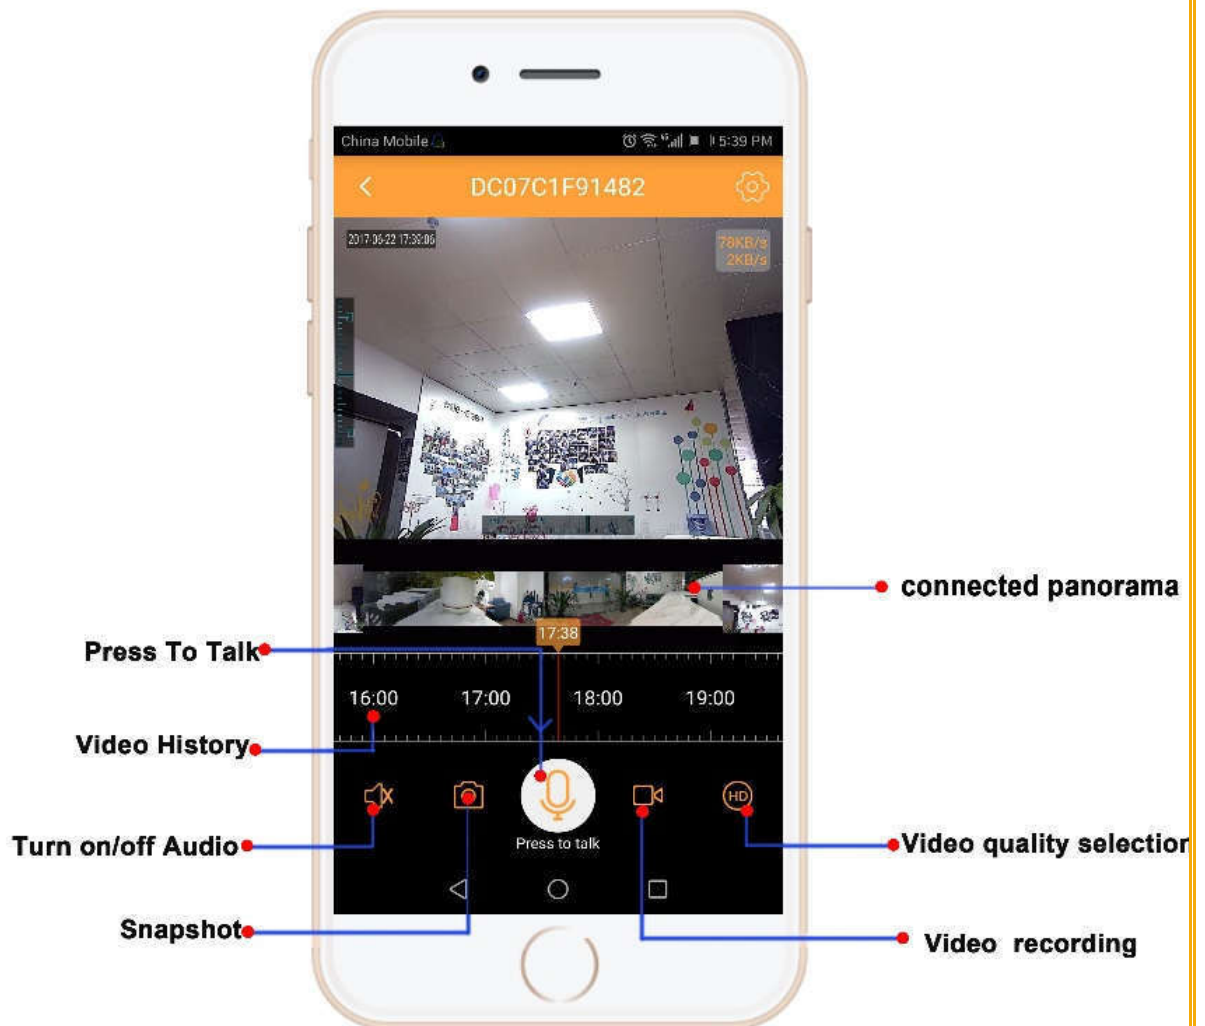 China Mobile
5:39 PM
DC07C1F91482
2017-06-22 17:39:06
78KB/s
2KB/s
connected panorama
17:38
Press To Talk
16:00 17:00 18:00 19:00
Video History
HD
Turn on/off Audio
Press to talk
Video quality selection
Snapshot
Video recording